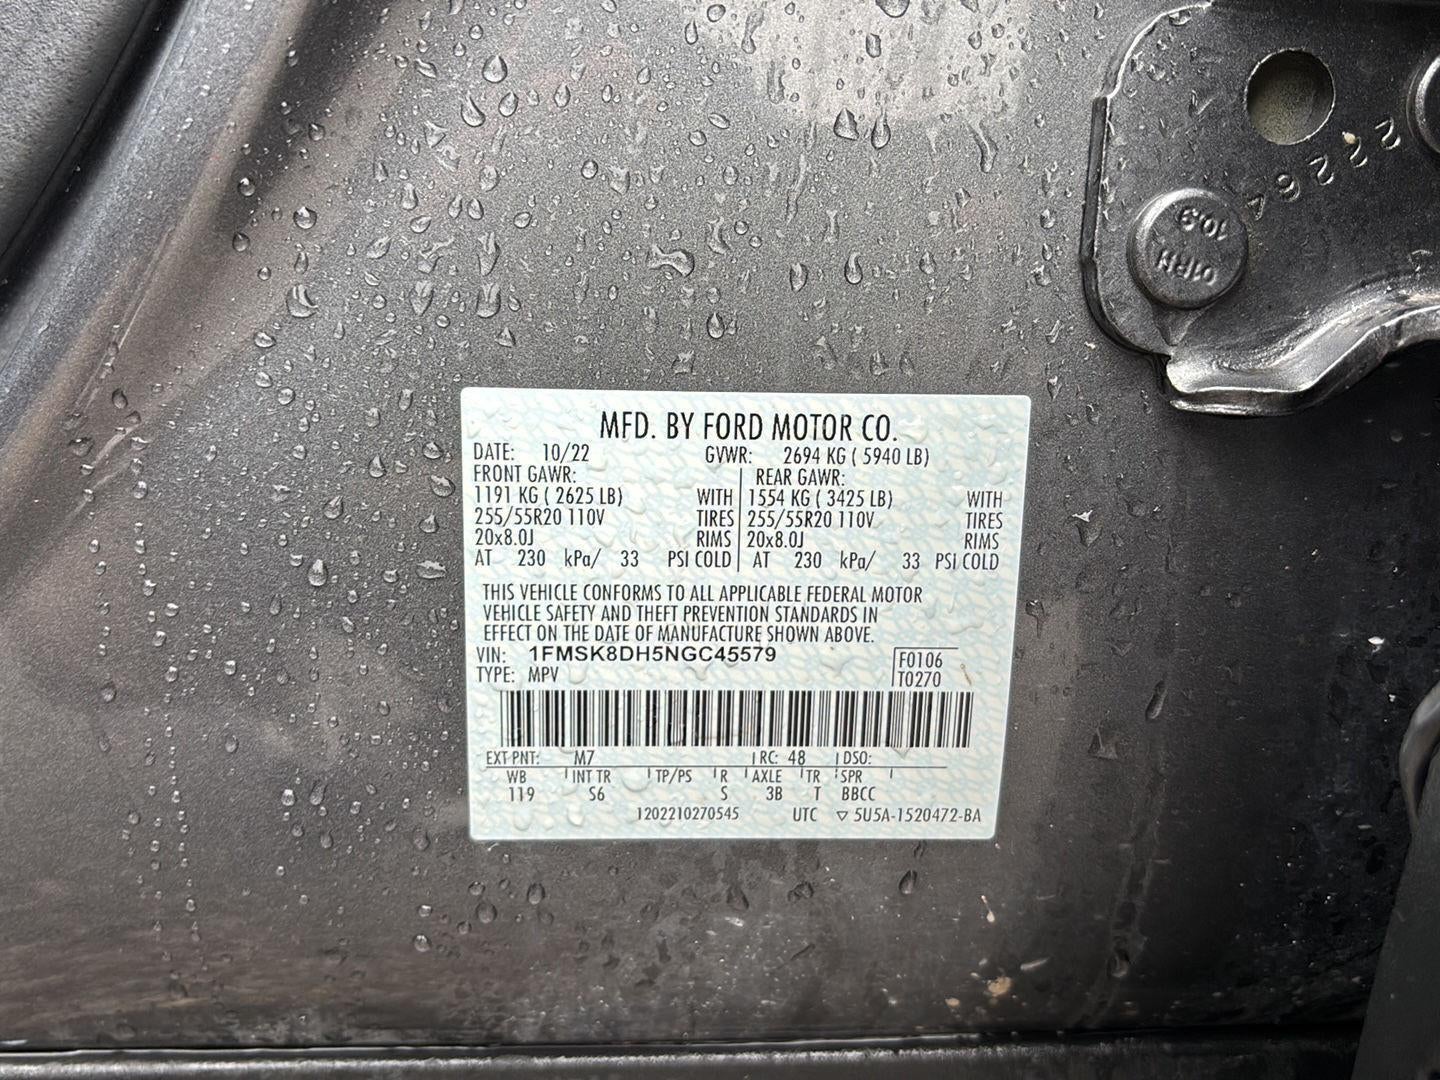 22264
10.9
MFD. BY FORD MOTOR CO.
DATE: 10/22 GVWR: 2694 KG ( 5940 LB)
FRONT GAWR: REAR GAWR:
1191 KG ( 2625 LB) WITH 1554 KG ( 3425 LB) WITH
255/55R20 110V TIRES 255/55R20 110V TIRES
20x8.0J RIMS 20x8.0J RIMS
AT 230 kPa/ 33 PSI COLD AT 230 kPa/ 33 PSI COLD
THIS VEHICLE CONFORMS TO ALL APPLICABLE FEDERAL MOTOR
VEHICLE SAFETY AND THEFT PREVENTION STANDARDS IN
EFFECT ON THE DATE OF MANUFACTURE SHOWN ABOVE.
VIN: 1FMSK8DH5NGC45579 F0106
TYPE: MPV T0270
EXT PNT: M7 RC: 48 DSO:
WB INT TR TP/PS R AXLE TR SPR
119 S6 S 3B T BBCC
1202210270545 UTC ▽ 5U5A-1520472-BA